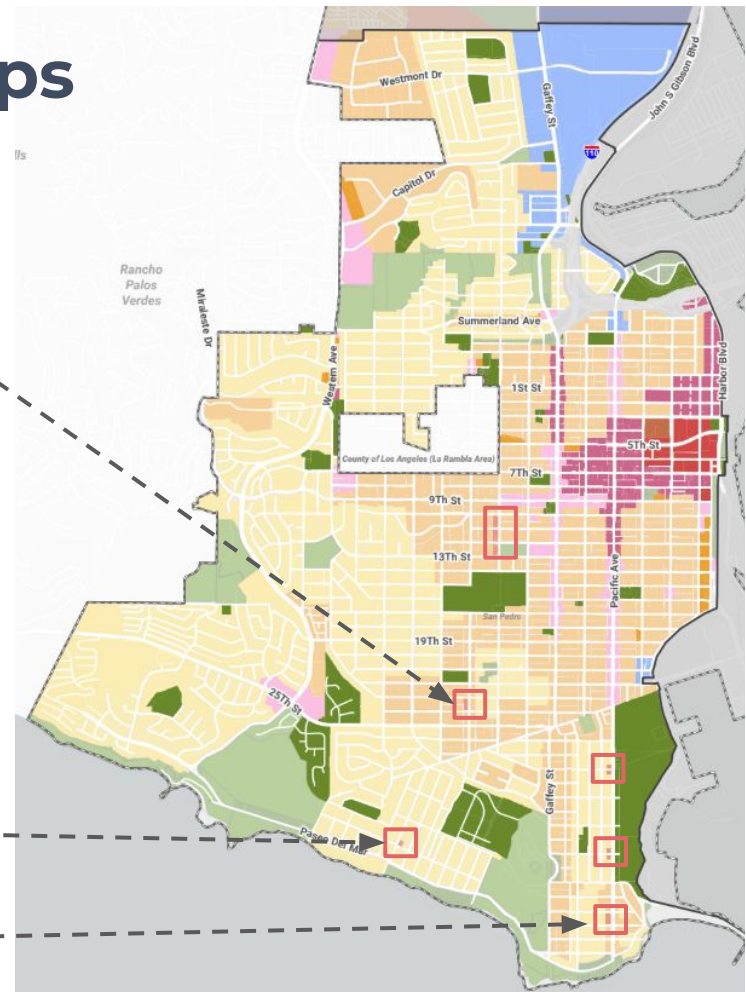 ps
Westmont Dr
Gaffey St
John S Gibson Blvd
lls
110
Capitol Dr
Rancho
Palos
Verdes
Miraleste Dr
Summerland Ave
Western Ave
Harbor Blvd
1St St
5Th St
County of Los Angeles (La Rambla Area)
7Th St
9Th St
13Th St
Pacific Ave
San Pedro
19Th St
25Th St
Gaffey St
Paseo Del Mar